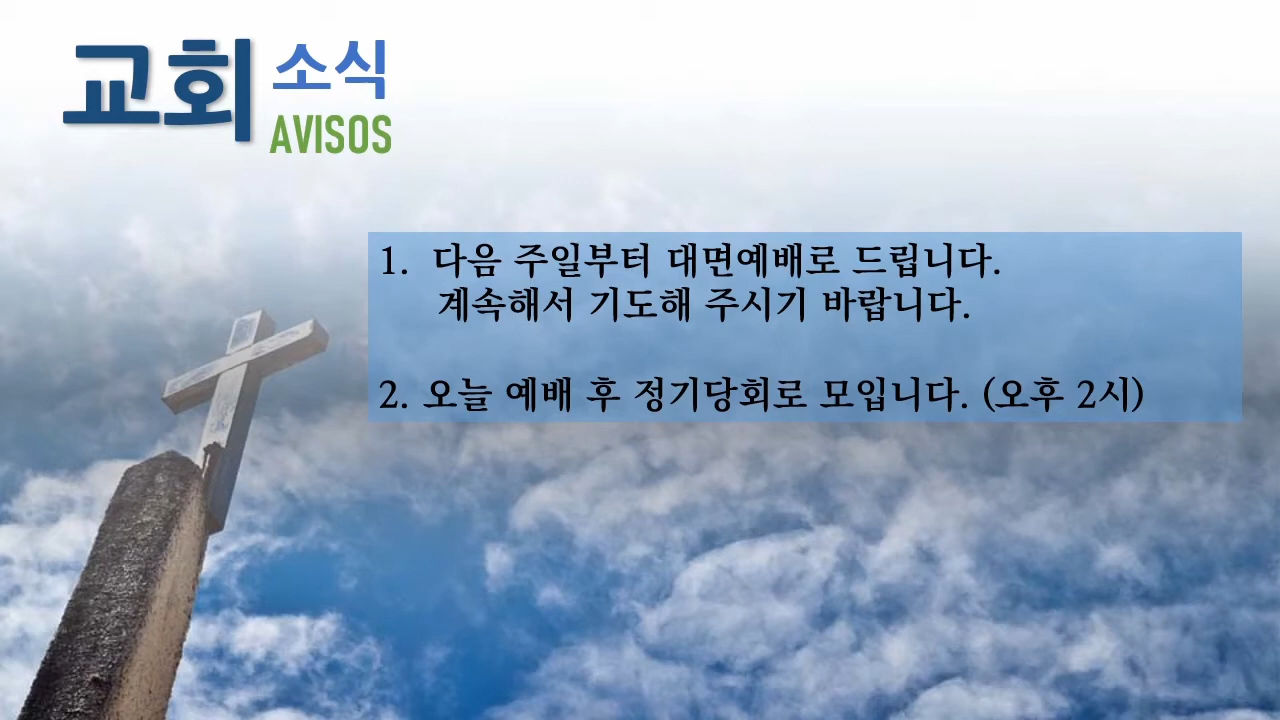 교회 소식
AVISOS
1. 다음 주일부터 대면예배로 드립니다.
계속해서 기도해 주시기 바랍니다.
2. 오늘 예배 후 정기당회로 모입니다. (오후 2시)